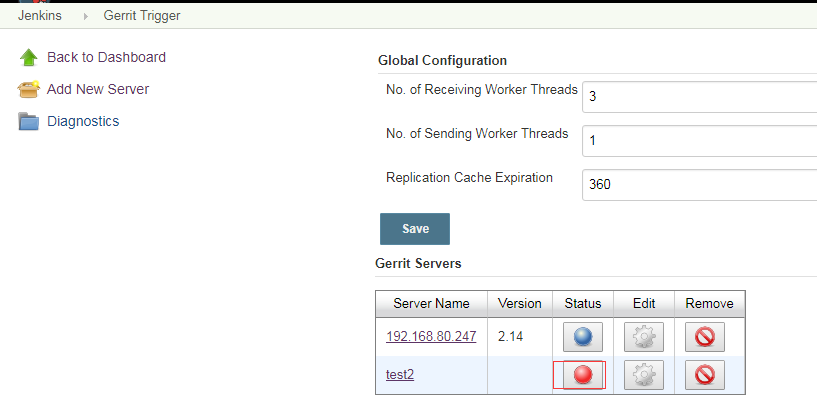 Jenkins Gerrit Trigger
Back to Dashboard
Add New Server
Diagnostics
Global Configuration
No. of Receiving Worker Threads 3
No. of Sending Worker Threads 1
Replication Cache Expiration 360
Save
Gerrit Servers
Server Name Version Status Edit Remove
192.168.80.247 2.14
test2